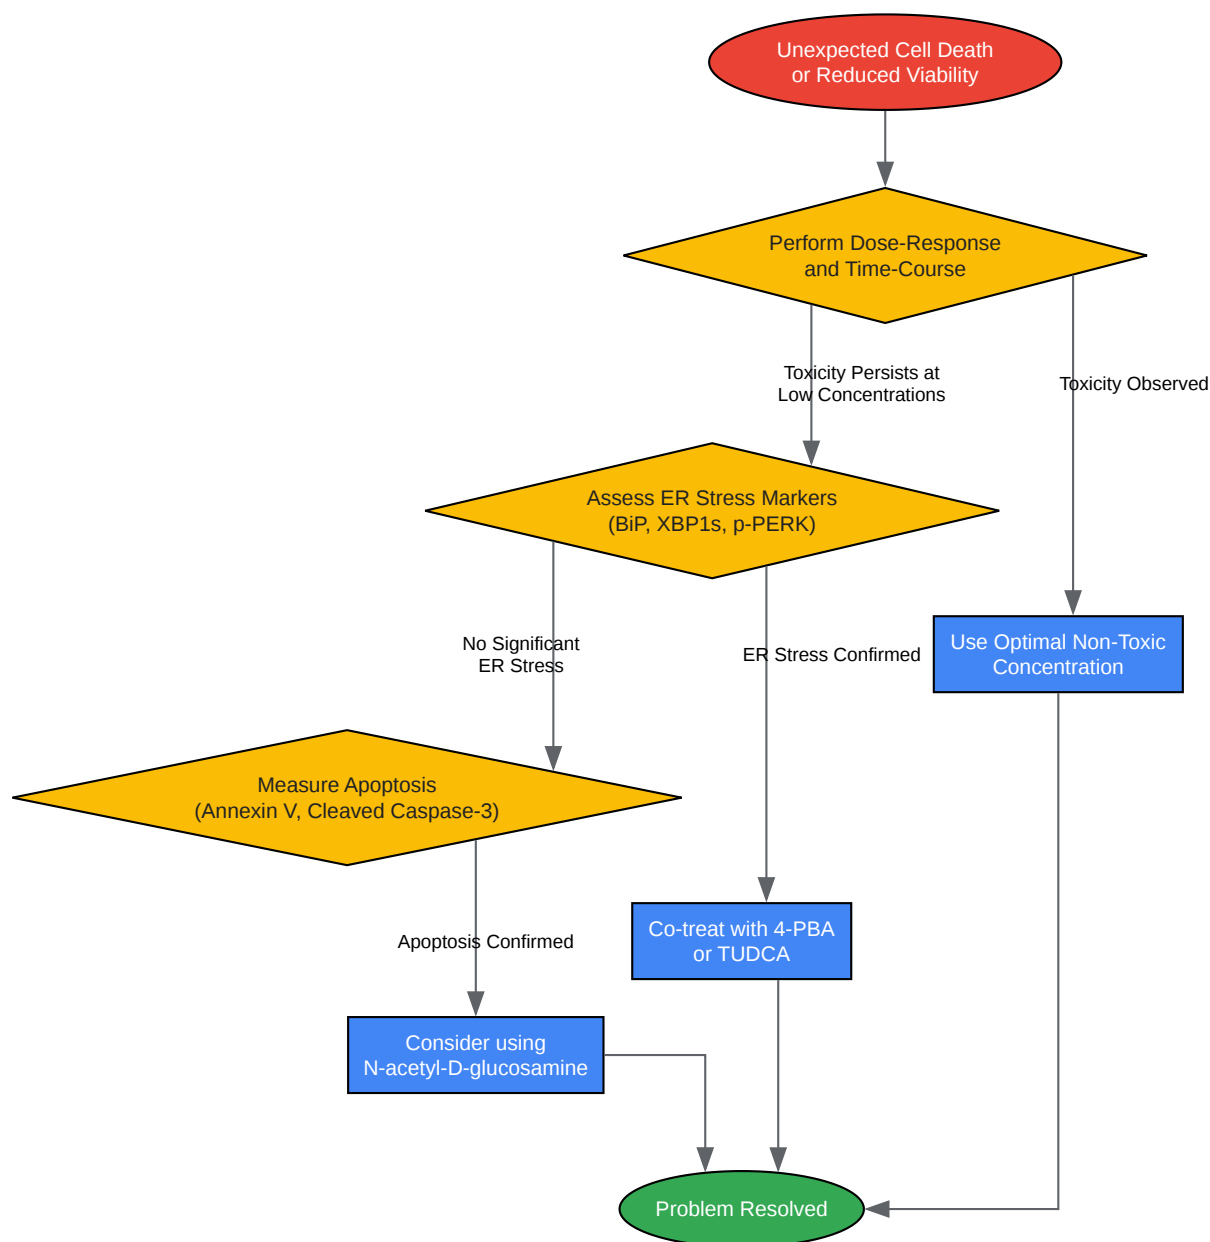 Unexpected Cell Death
or Reduced Viability
Perform Dose-Response
and Time-Course
Toxicity Persists at
Low Concentrations
Toxicity Observed
Assess ER Stress Markers
(BiP, XBP1s, p-PERK)
No Significant
ER Stress
ER Stress Confirmed
Use Optimal Non-Toxic
Concentration
Measure Apoptosis
(Annexin V, Cleaved Caspase-3)
Apoptosis Confirmed
Co-treat with 4-PBA
or TUDCA
Consider using
N-acetyl-D-glucosamine
Problem Resolved